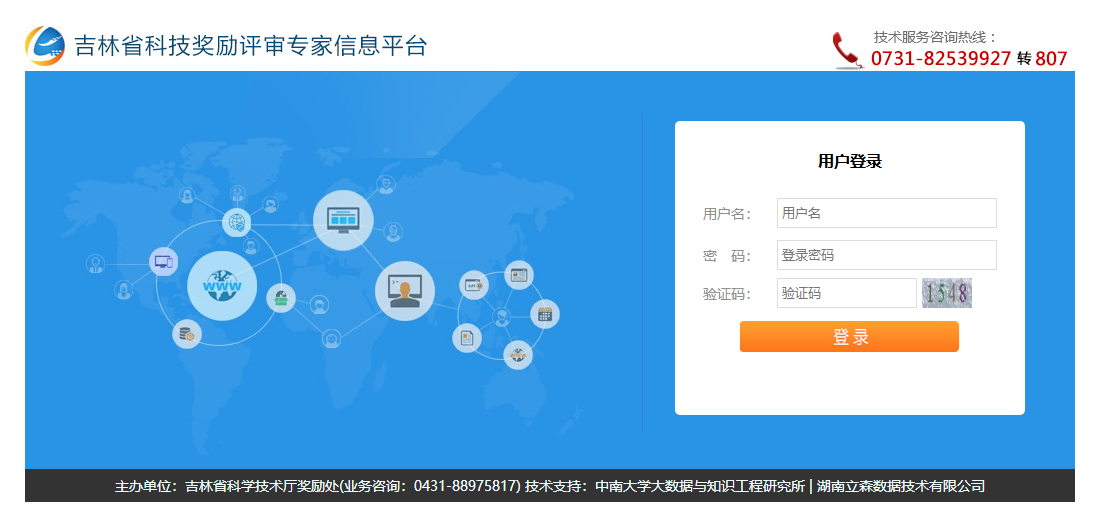 吉林省科技奖励评审专家信息平台
技术服务咨询热线：
0731-82539927 转 807
用户登录
用户名： 用户名
密 码： 登录密码
验证码： 验证码 1548
登 录
www
API
www
主办单位：吉林省科学技术厅奖励处(业务咨询：0431-88975817) 技术支持：中南大学大数据与知识工程研究所 | 湖南立森数据技术有限公司